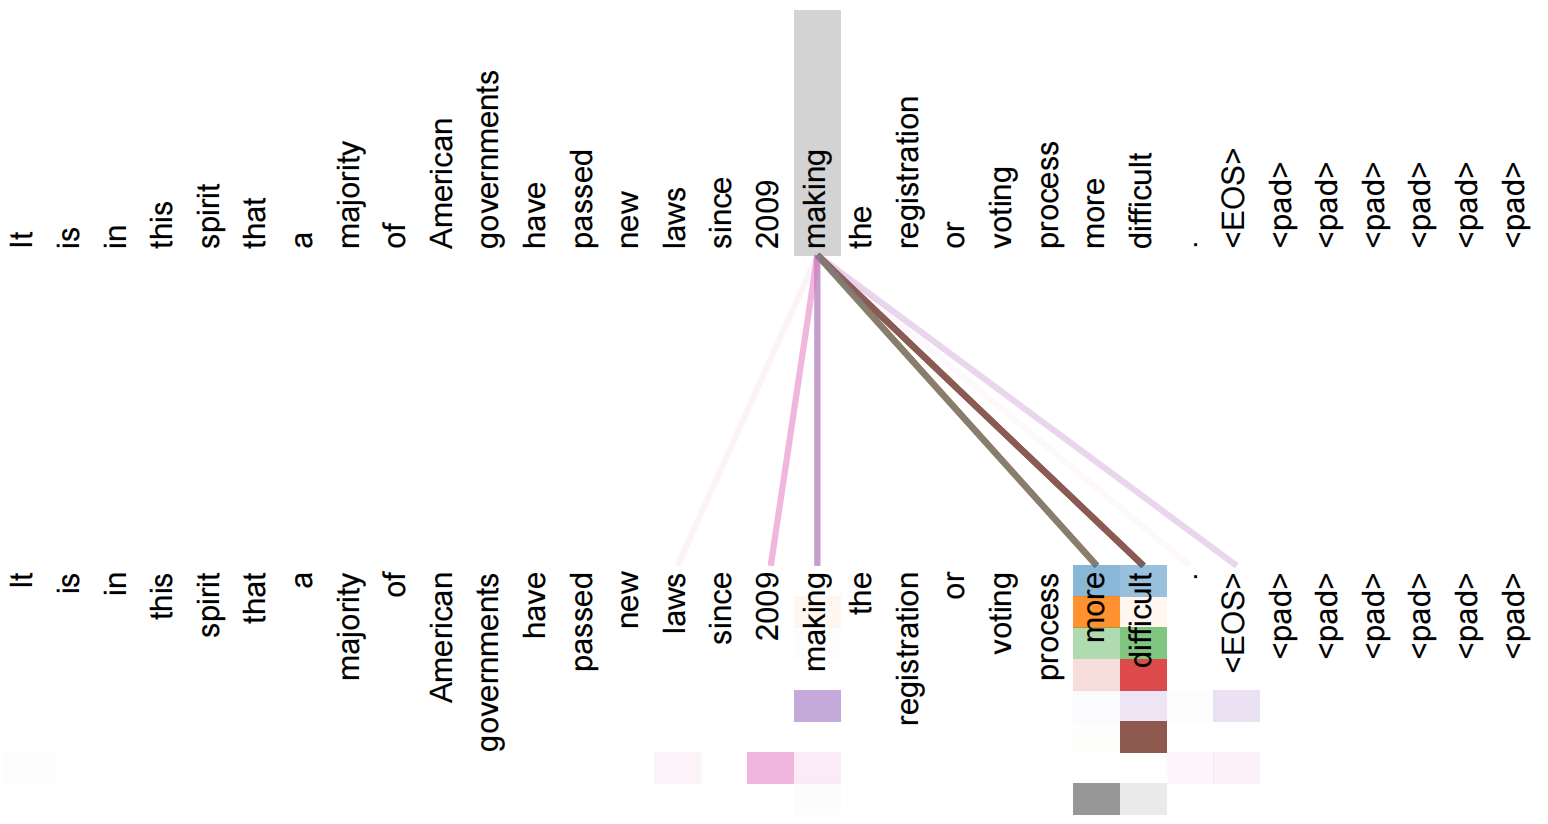 It is in this spirit that a majority of American governments have passed new laws since 2009 making the registration or voting process more difficult . <EOS> <pad> <pad> <pad> <pad> <pad> <pad>
It is in this spirit that a majority of American governments have passed new laws since 2009 making the registration or voting process more difficult . <EOS> <pad> <pad> <pad> <pad> <pad> <pad>